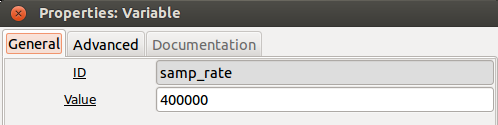 Properties: Variable
General Advanced Documentation
ID samp_rate
Value 400000